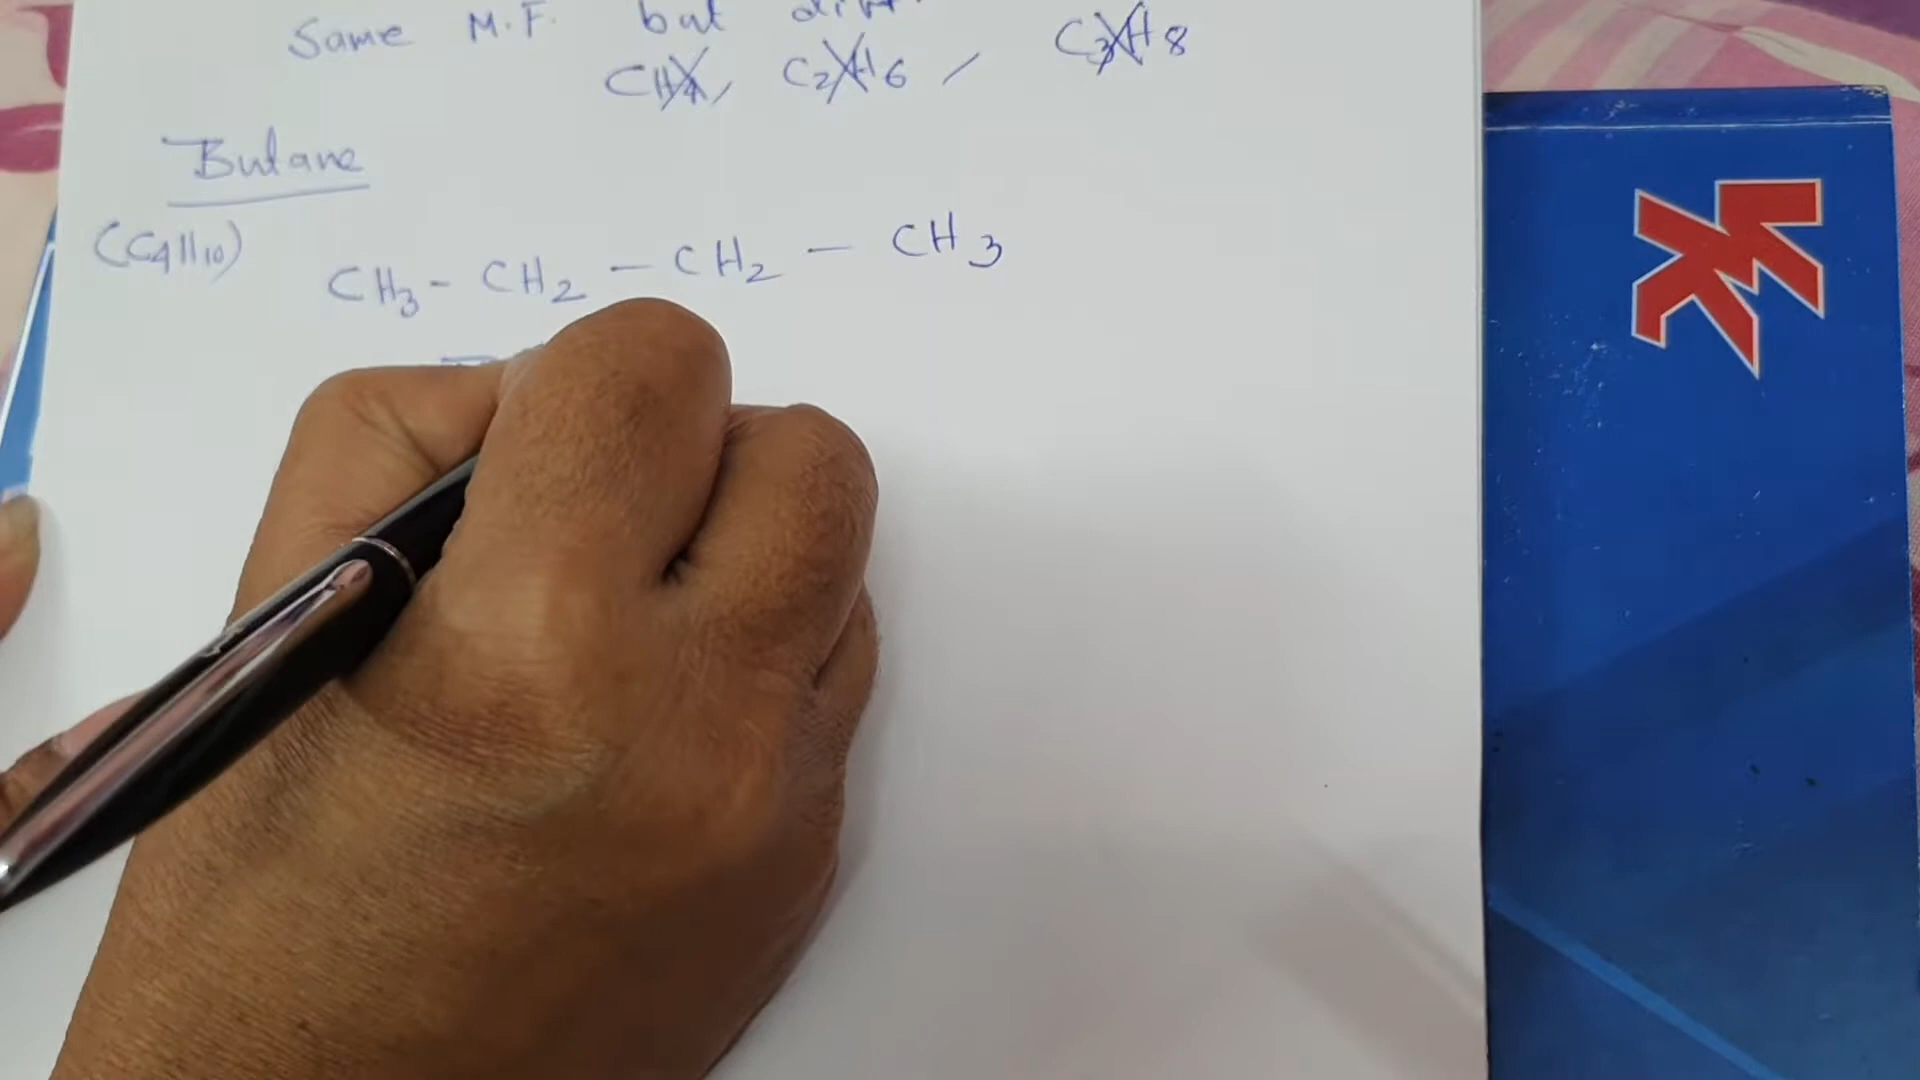 Same M.F. but
CH4, C2H6, C3H8
Butane
(C4H10)
CH3 - CH2 - CH2 - CH3